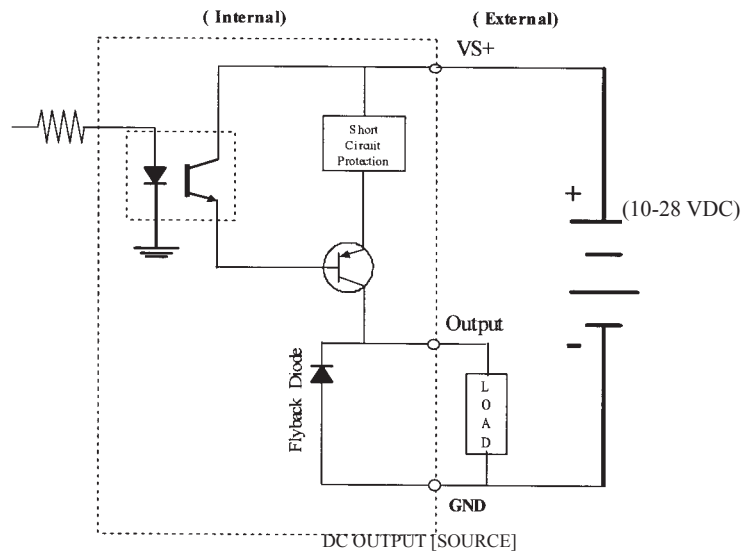 ( Internal)
( External)
VS+
Short
Circuit
Protection
+
(10-28 VDC)
Output
-
Flyback Diode
L
O
A
D
GND
DC OUTPUT [SOURCE]